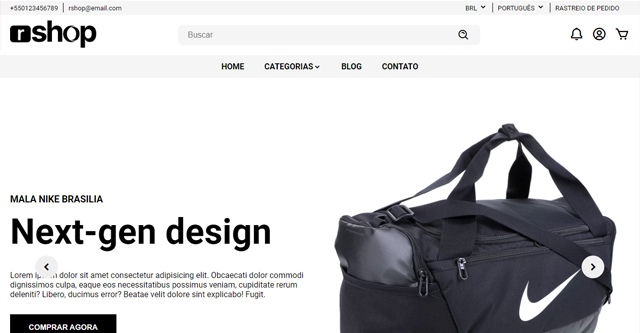 +550123456789 rshop@email.com BRL PORTUGUÊS RASTREIO DE PEDIDO
rshop
Buscar
HOME CATEGORIAS BLOG CONTATO
MALA NIKE BRASILIA
Next-gen design
Lorem dolor sit amet consectetur adipisicing elit. Obcaecati dolor commodi
dignissimos culpa, eaque eos necessitatibus possimus veniam, cupiditate rerum
deleniti? Libero, ducimus error? Beatae velit dolore sint explicabo! Fugit.
COMPRAR AGORA